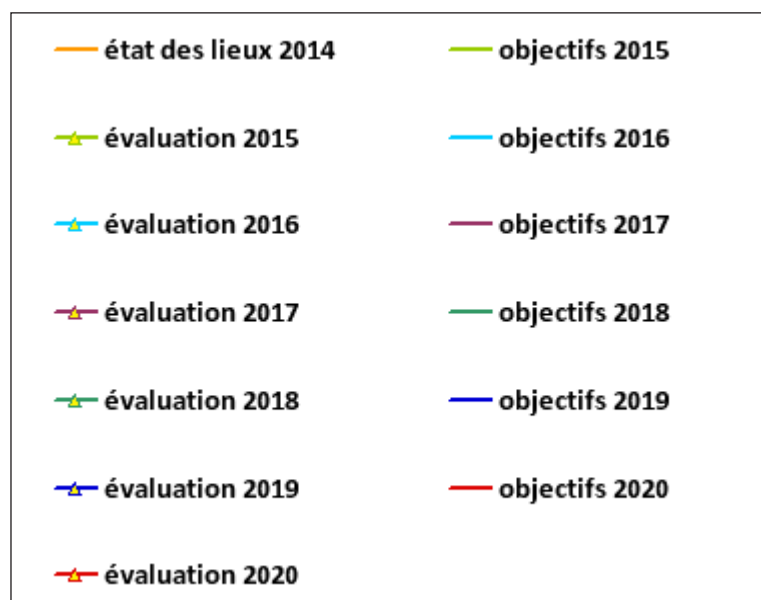 état des lieux 2014 objectifs 2015
évaluation 2015 objectifs 2016
évaluation 2016 objectifs 2017
évaluation 2017 objectifs 2018
évaluation 2018 objectifs 2019
évaluation 2019 objectifs 2020
évaluation 2020